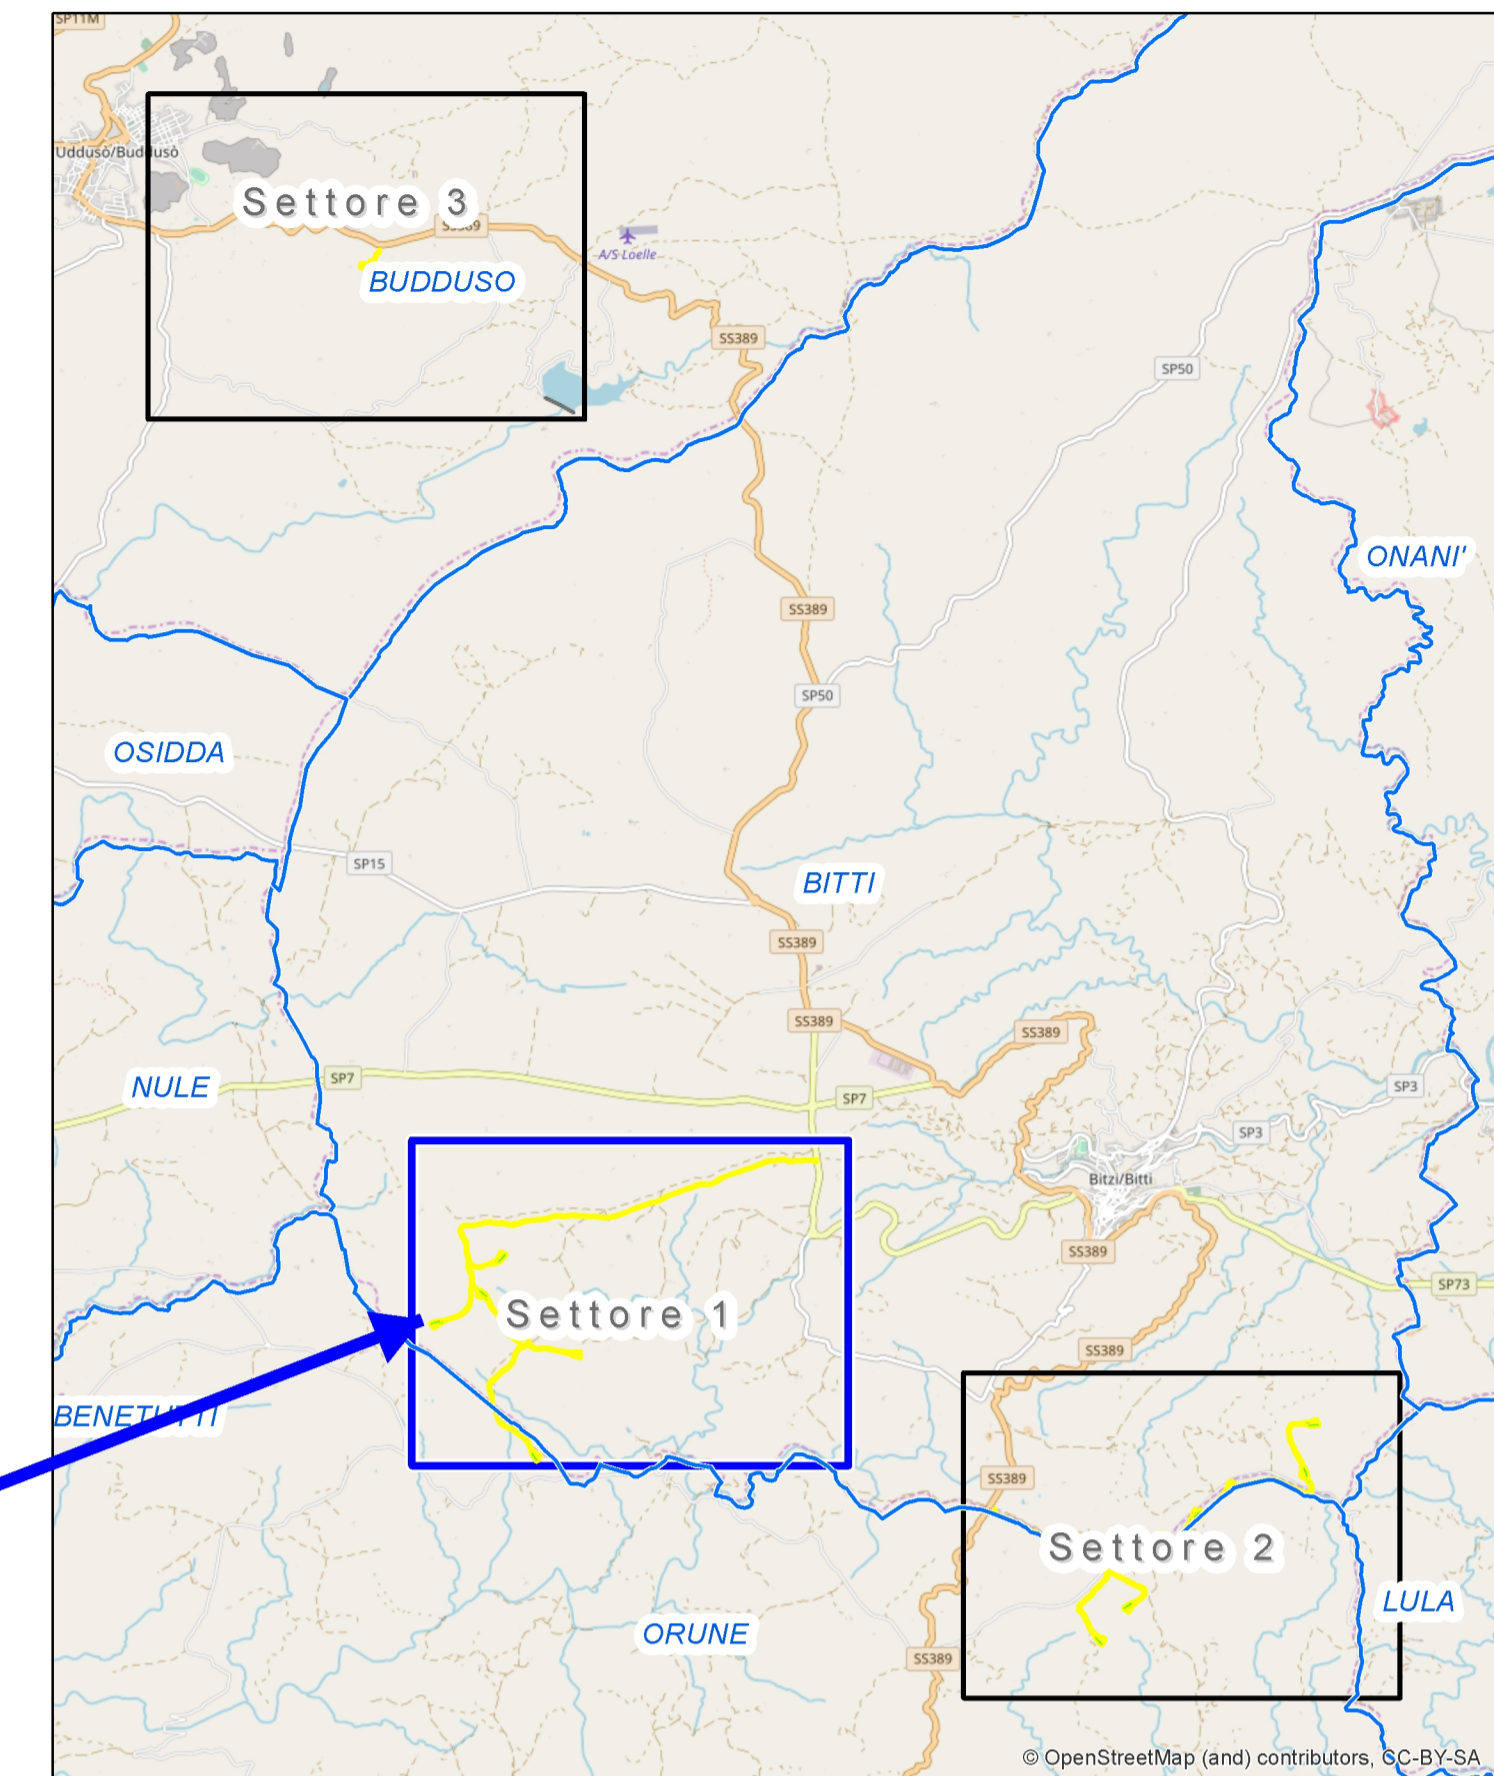 SP11M
Uddusò/Buddusò
Settore 3
SS389
A/S Loelle
BUDDUSO
SS389
SP50
ONANI'
SS389
SP50
OSIDDA
SP15
BITTI
SS389
SS389
SS389
SP7
NULE
SP7
SP3
SP3
Bitzi/Bitti
SS389
SP73
Settore 1
SS389
BENETUTTI
SS389
Settore 2
LULA
ORUNE
SS389
© OpenStreetMap (and) contributors, CC-BY-SA